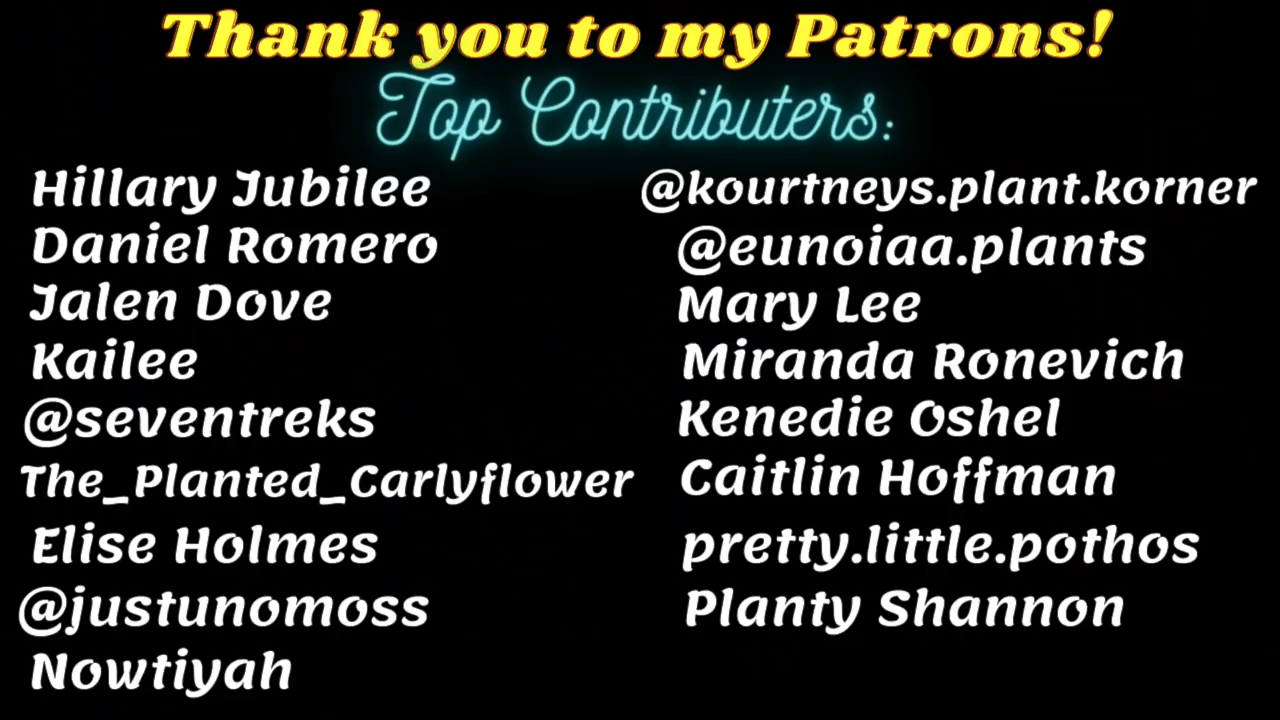 Thank you to my Patrons!
Top Contributers:
Hillary Jubilee
Daniel Romero
Jalen Dove
Kailee
@seventreks
The_Planted_Carlyflower
Elise Holmes
@justunomoss
Nowtiyah
@kourtneys.plant.korner
@eunoiaa.plants
Mary Lee
Miranda Ronevich
Kenedie Oshel
Caitlin Hoffman
pretty.little.pothos
Planty Shannon